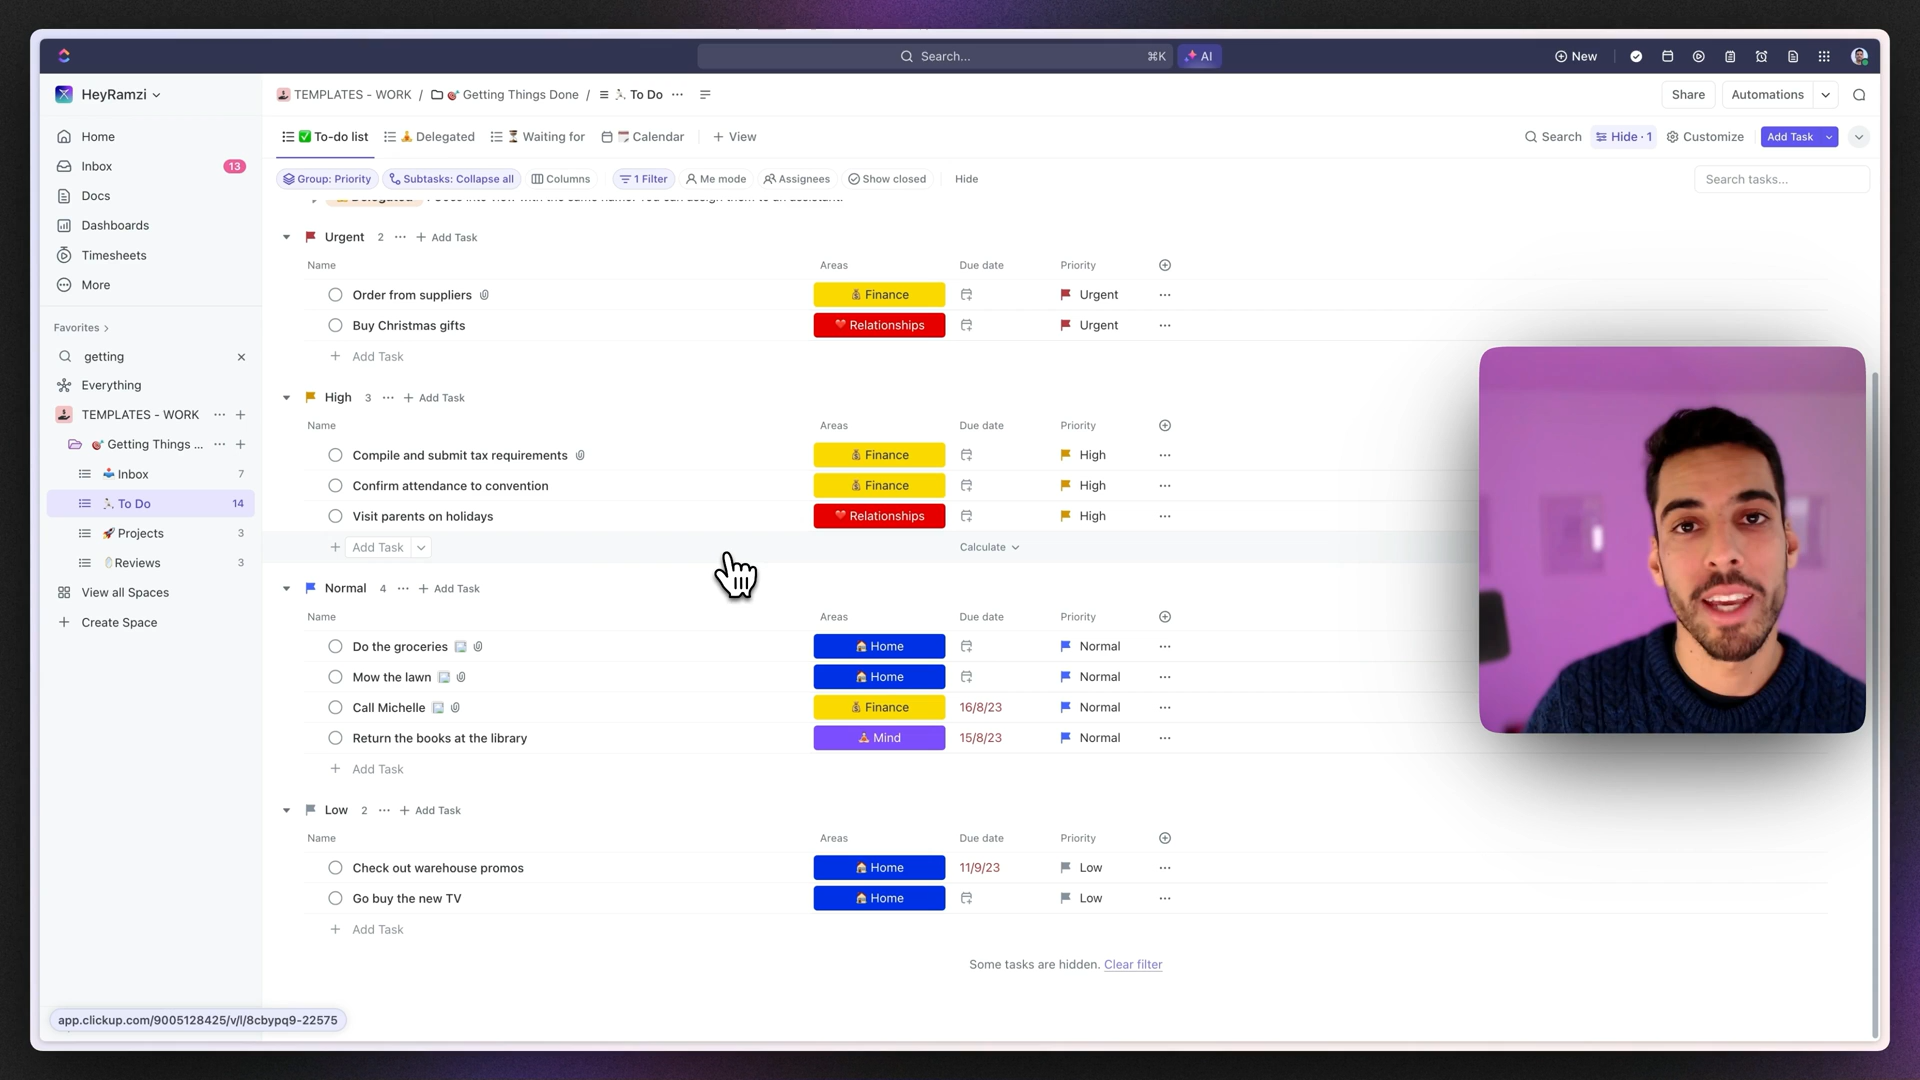 Search... ⌘K AI New
HeyRamzi
TEMPLATES - WORK / Getting Things Done / To Do ···
Share Automations
Home
Inbox 13
Docs
Dashboards
Timesheets
More
Favorites
getting
Everything
TEMPLATES - WORK ···
Getting Things ... ···
Inbox 7
To Do 14
Projects 3
Reviews 3
View all Spaces
Create Space
app.clickup.com/9005128425/v/l/8cbypq9-22575
To-do list Delegated Waiting for Calendar + View
Search Hide · 1 Customize Add Task
Group: Priority Subtasks: Collapse all Columns 1 Filter Me mode Assignees Show closed Hide
Search tasks...
Urgent 2 ··· + Add Task
Name Areas Due date Priority
Order from suppliers Finance Urgent ···
Buy Christmas gifts Relationships Urgent ···
+ Add Task
High 3 ··· + Add Task
Name Areas Due date Priority
Compile and submit tax requirements Finance High ···
Confirm attendance to convention Finance High ···
Visit parents on holidays Relationships High ···
+ Add Task Calculate
Normal 4 ··· + Add Task
Name Areas Due date Priority
Do the groceries Home Normal ···
Mow the lawn Home Normal ···
Call Michelle Finance 16/8/23 Normal ···
Return the books at the library Mind 15/8/23 Normal ···
+ Add Task
Low 2 ··· + Add Task
Name Areas Due date Priority
Check out warehouse promos Home 11/9/23 Low ···
Go buy the new TV Home Low ···
+ Add Task
Some tasks are hidden. Clear filter